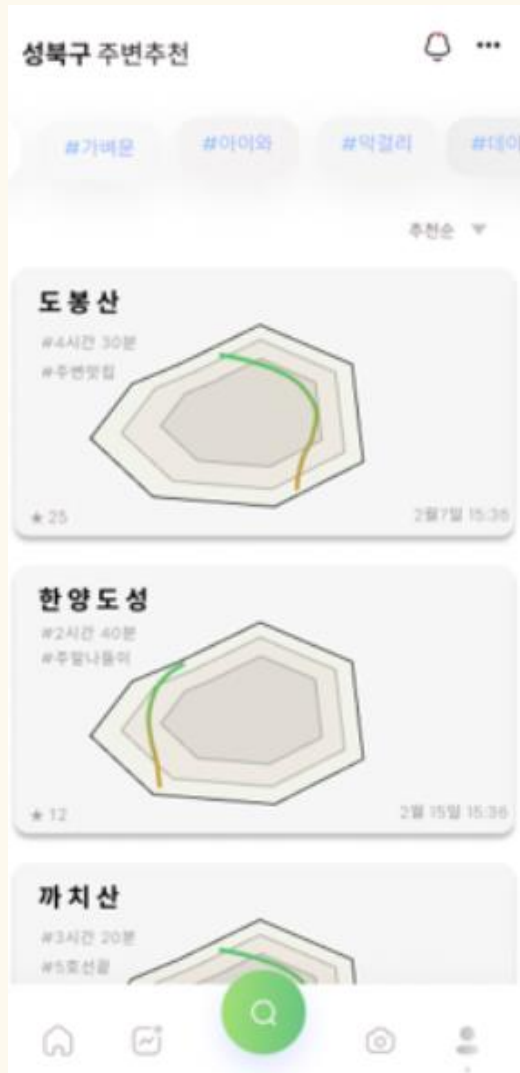 성북구 주변추천
#가벼운 #아이와 #막걸리 #데이
추천순
도봉산
#4시간 30분
#주변맛집
★ 25
2월7일 15:36
한양도성
#2시간 40분
#주말나들이
★ 12
2월 15일 15:36
까치산
#3시간 20분
#5호선끝